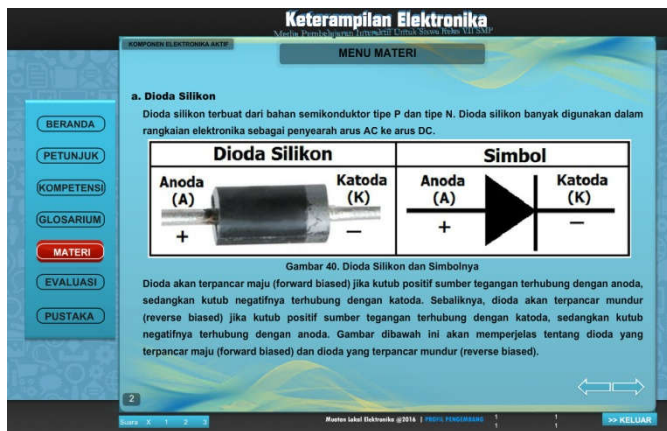 Keterampilan Elektronika
Media Pembelajaran Interaktif Untuk Siswa Kelas VII SMP
KOMPONEN ELEKTRONIKA AKTIF
MENU MATERI
BERANDA
PETUNJUK
KOMPETENSI
GLOSARIUM
MATERI
EVALUASI
PUSTAKA
a. Dioda Silikon
Dioda silikon terbuat dari bahan semikonduktor tipe P dan tipe N. Dioda silikon banyak digunakan dalam
rangkaian elektronika sebagai penyearah arus AC ke arus DC.
Dioda Silikon
Simbol
Anoda
(A)
+
Katoda
(K)
–
Anoda
(A)
+
Katoda
(K)
–
Gambar 40. Dioda Silikon dan Simbolnya
Dioda akan terpancar maju (forward biased) jika kutub positif sumber tegangan terhubung dengan anoda,
sedangkan kutub negatifnya terhubung dengan katoda. Sebaliknya, dioda akan terpancar mundur
(reverse biased) jika kutub positif sumber tegangan terhubung dengan katoda, sedangkan kutub
negatifnya terhubung dengan anoda. Gambar dibawah ini akan memperjelas tentang dioda yang
terpancar maju (forward biased) dan dioda yang terpancar mundur (reverse biased).
2
Suara X 1 2 3
Muatan Lokal Elektronika @2016 | PROFIL PENGEMBANG
1 1
1 1
>> KELUAR